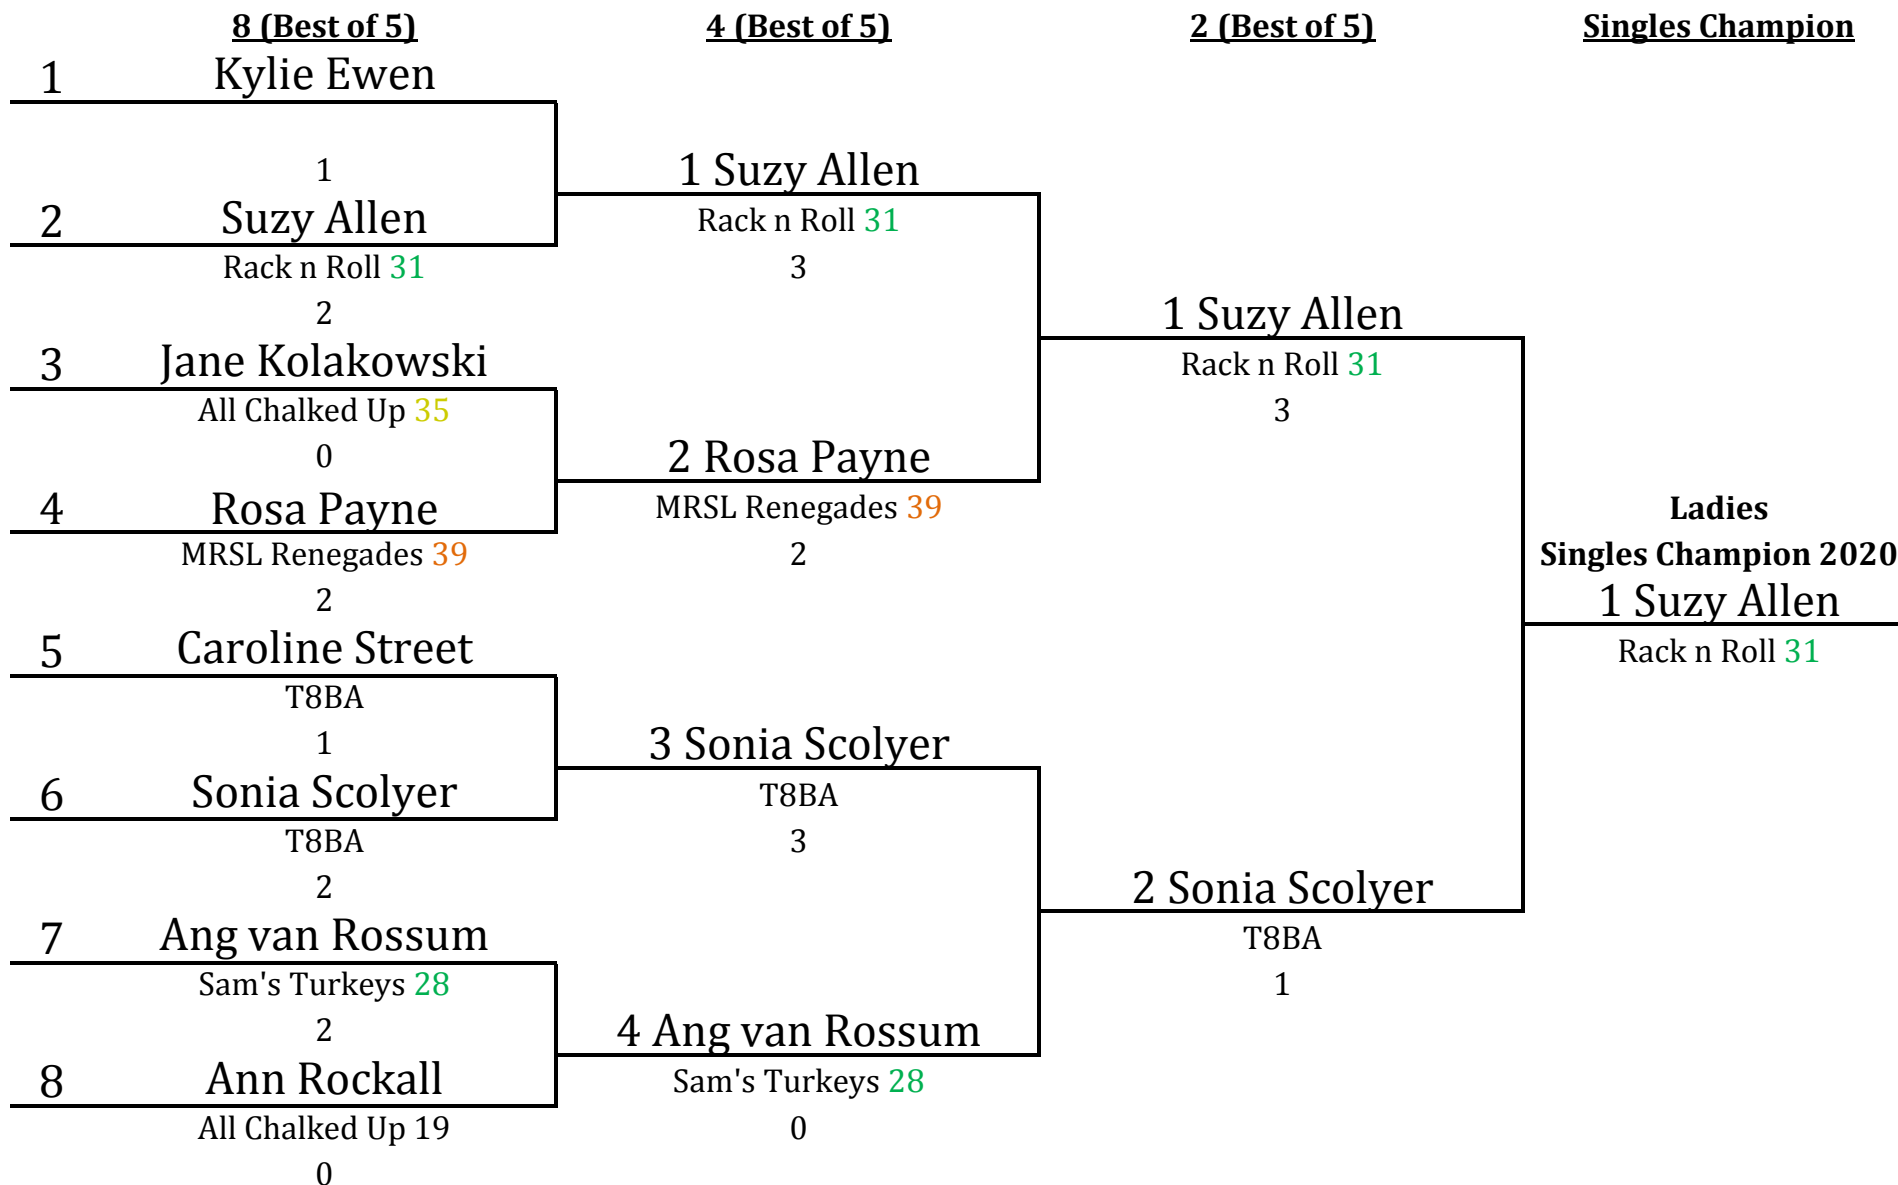 8 (Best of 5)
4 (Best of 5)
2 (Best of 5)
Singles Champion
1 Kylie Ewen
1
2 Suzy Allen
Rack n Roll 31
2
3 Jane Kolakowski
All Chalked Up 35
0
4 Rosa Payne
MRSL Renegades 39
2
5 Caroline Street
T8BA
1
6 Sonia Scolyer
T8BA
2
7 Ang van Rossum
Sam's Turkeys 28
2
8 Ann Rockall
All Chalked Up 19
0
1 Suzy Allen
Rack n Roll 31
3
2 Rosa Payne
MRSL Renegades 39
2
3 Sonia Scolyer
T8BA
3
4 Ang van Rossum
Sam's Turkeys 28
0
1 Suzy Allen
Rack n Roll 31
3
2 Sonia Scolyer
T8BA
1
Ladies
Singles Champion 2020
1 Suzy Allen
Rack n Roll 31